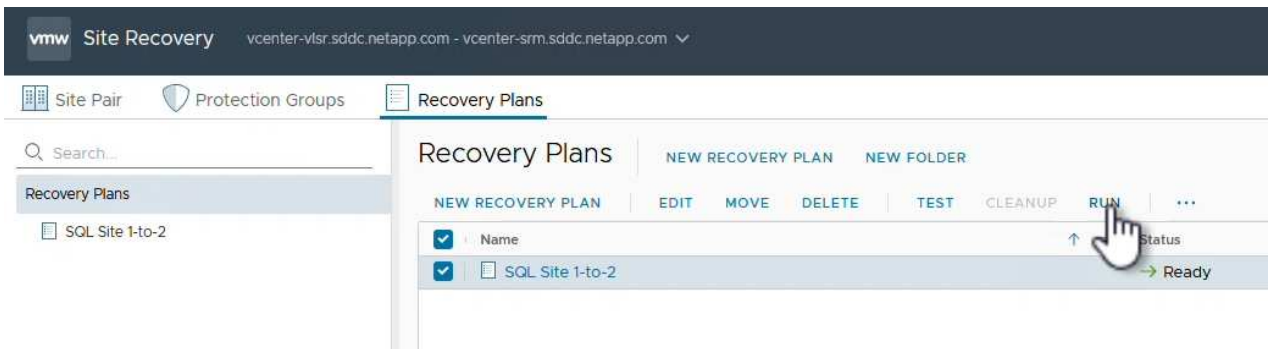 vmw Site Recovery vcenter-vlsr.sddc.netapp.com - vcenter-srm.sddc.netapp.com
Site Pair Protection Groups Recovery Plans
Search...
Recovery Plans
SQL Site 1-to-2
Recovery Plans NEW RECOVERY PLAN NEW FOLDER
NEW RECOVERY PLAN EDIT MOVE DELETE TEST CLEANUP RUN ...
Name Status
SQL Site 1-to-2 Ready